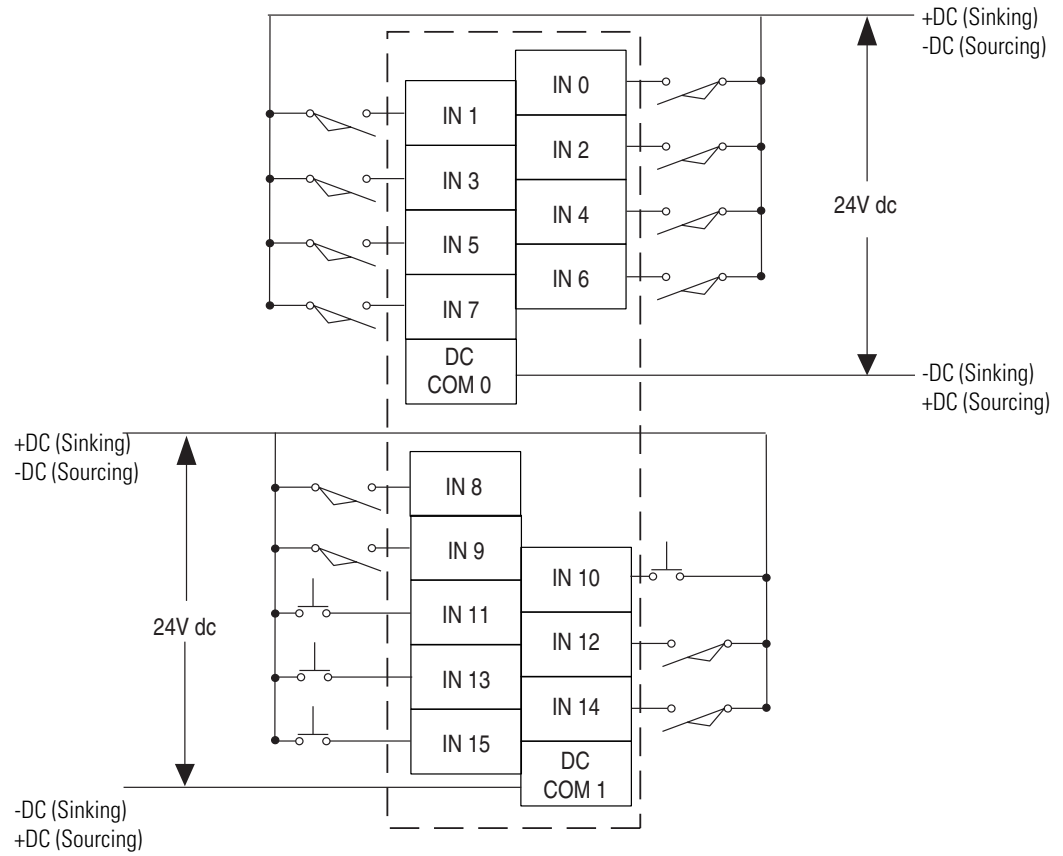 +DC (Sinking)
-DC (Sourcing)
IN 0
IN 1
IN 2
IN 3
IN 4
IN 5
IN 6
IN 7
24V dc
DC
COM 0
-DC (Sinking)
+DC (Sourcing)
+DC (Sinking)
-DC (Sourcing)
IN 8
IN 9
IN 10
IN 11
IN 12
24V dc
IN 13
IN 14
IN 15
DC
COM 1
-DC (Sinking)
+DC (Sourcing)